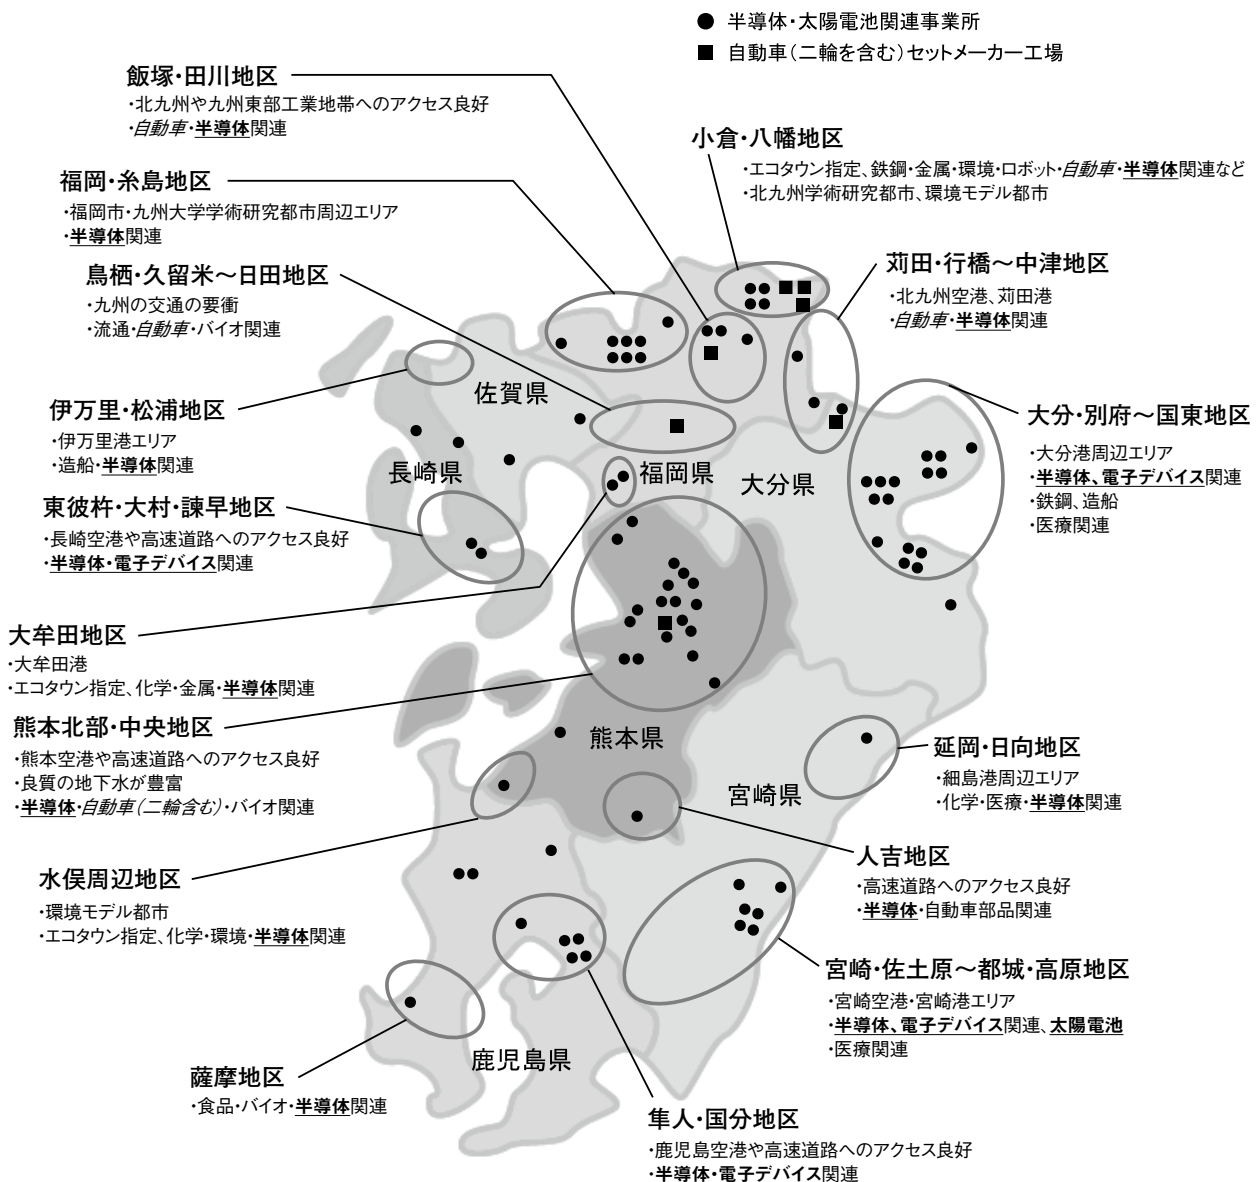 ● 半導体・太陽電池関連事業所
■ 自動車（二輪を含む）セットメーカー工場
飯塚・田川地区
・北九州や九州東部工業地帯へのアクセス良好
・自動車・半導体関連
小倉・八幡地区
・エコタウン指定、鉄鋼・金属・環境・ロボット・自動車・半導体関連など
・北九州学術研究都市、環境モデル都市
福岡・糸島地区
・福岡市・九州大学学術研究都市周辺エリア
・半導体関連
鳥栖・久留米～日田地区
・九州の交通の要衝
・流通・自動車・バイオ関連
苅田・行橋～中津地区
・北九州空港、苅田港
・自動車・半導体関連
伊万里・松浦地区
・伊万里港エリア
・造船・半導体関連
大分・別府～国東地区
・大分港周辺エリア
・半導体、電子デバイス関連
・鉄鋼、造船
・医療関連
佐賀県
長崎県
福岡県
大分県
東彼杵・大村・諫早地区
・長崎空港や高速道路へのアクセス良好
・半導体・電子デバイス関連
大牟田地区
・大牟田港
・エコタウン指定、化学・金属・半導体関連
熊本北部・中央地区
・熊本空港や高速道路へのアクセス良好
・良質の地下水が豊富
・半導体・自動車（二輪含む）・バイオ関連
熊本県
宮崎県
延岡・日向地区
・細島港周辺エリア
・化学・医療・半導体関連
水俣周辺地区
・環境モデル都市
・エコタウン指定、化学・環境・半導体関連
人吉地区
・高速道路へのアクセス良好
・半導体・自動車部品関連
宮崎・佐土原～都城・高原地区
・宮崎空港・宮崎港エリア
・半導体、電子デバイス関連、太陽電池
・医療関連
鹿児島県
薩摩地区
・食品・バイオ・半導体関連
隼人・国分地区
・鹿児島空港や高速道路へのアクセス良好
・半導体・電子デバイス関連